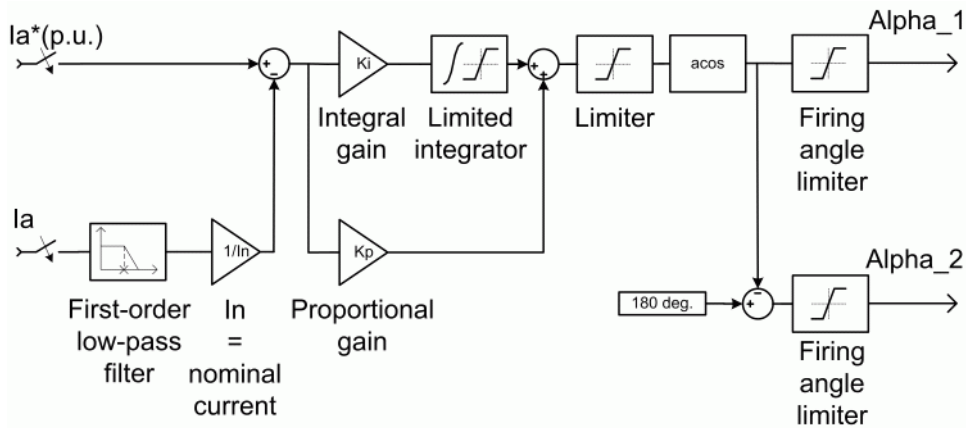 Ia*(p.u.)
Alpha_1
Ki
acos
Integral
gain
Limited
integrator
Limiter
Firing
angle
limiter
Ia
1/In
Kp
Alpha_2
180 deg.
First-order
low-pass
filter
In
=
nominal
current
Proportional
gain
Firing
angle
limiter